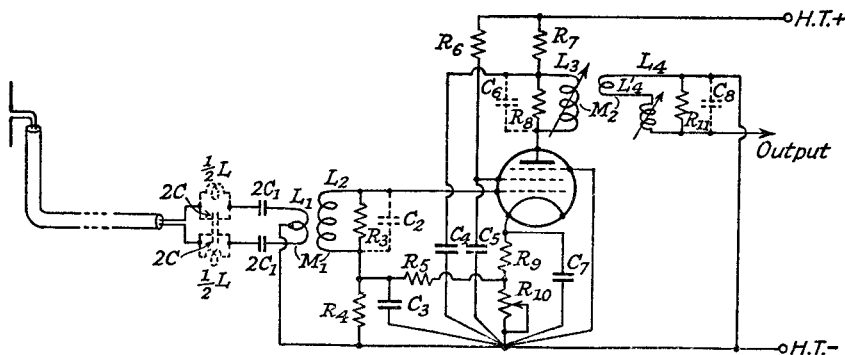 H.T.+
R6
R7
L3
L4
C6
R8
M2
L'4
R11
C8
Output
½L
2C
2C1
L1
L2
R3
C2
M1
2C
2C1
½L
C4
C5
R9
C7
R5
R10
R4
C3
H.T.-